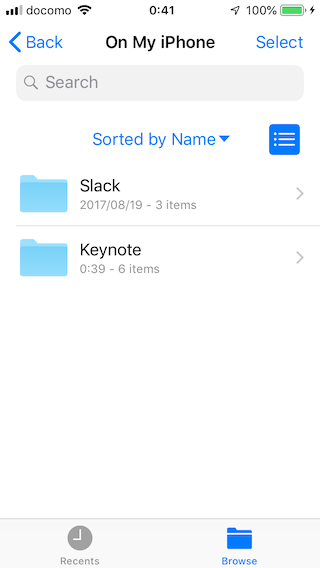 docomo 0:41 100%
Back On My iPhone Select
Search
Sorted by Name
Slack
2017/08/19 - 3 items
Keynote
0:39 - 6 items
Recents Browse